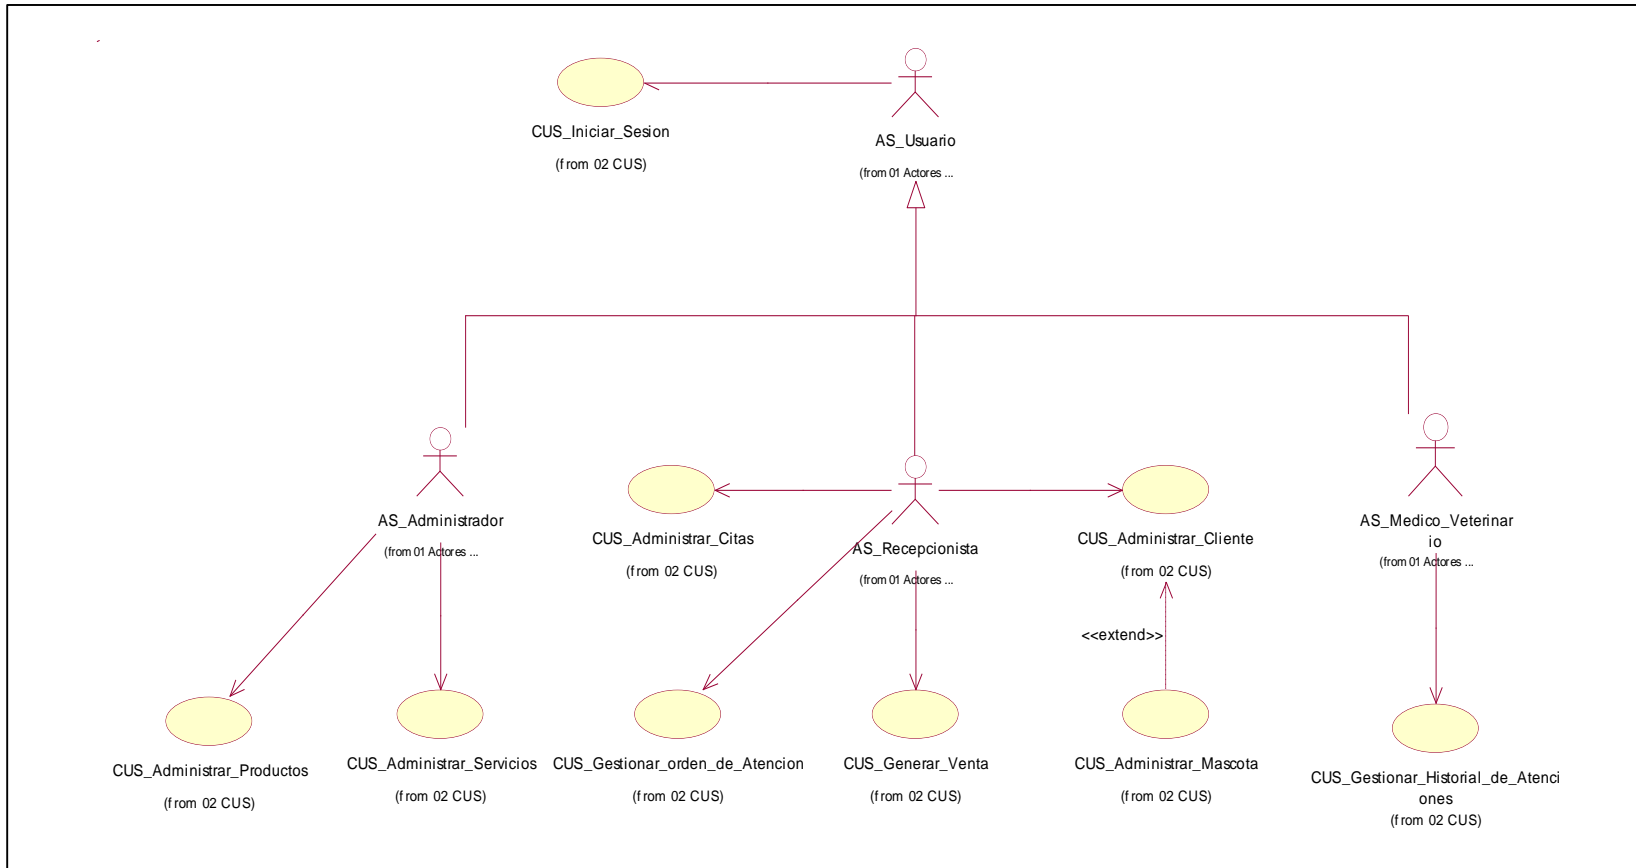 CUS_Iniciar_Sesion
(from 02 CUS)
AS_Usuario
(from 01 Actores ...
AS_Administrador
(from 01 Actores ...
CUS_Administrar_Citas
(from 02 CUS)
AS_Recepcionista
(from 01 Actores ...
CUS_Administrar_Cliente
(from 02 CUS)
AS_Medico_Veterinar
io
(from 01 Actores ...
<<extend>>
CUS_Administrar_Productos
(from 02 CUS)
CUS_Administrar_Servicios
(from 02 CUS)
CUS_Gestionar_orden_de_Atencion
(from 02 CUS)
CUS_Generar_Venta
(from 02 CUS)
CUS_Administrar_Mascota
(from 02 CUS)
CUS_Gestionar_Historial_de_Atenci
ones
(from 02 CUS)